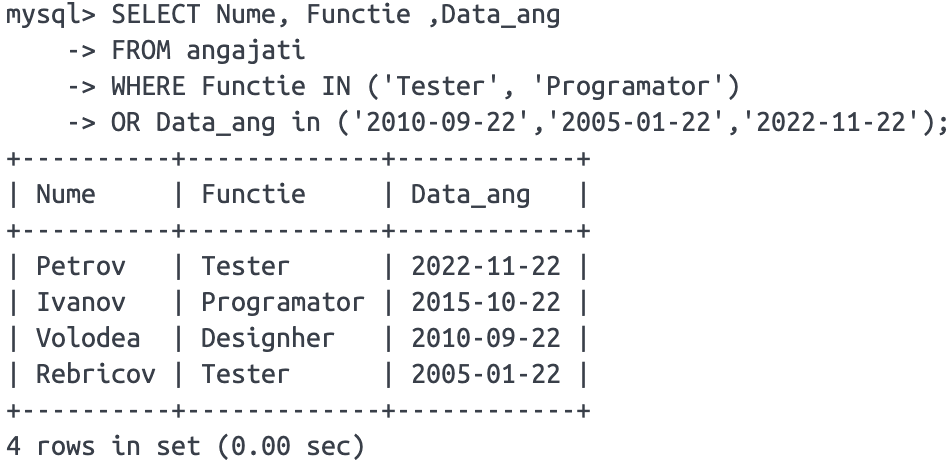 mysql> SELECT Nume, Functie ,Data_ang
    -> FROM angajati
    -> WHERE Functie IN ('Tester', 'Programator')
    -> OR Data_ang in ('2010-09-22','2005-01-22','2022-11-22');
+----------+-------------+------------+
| Nume     | Functie     | Data_ang   |
+----------+-------------+------------+
| Petrov   | Tester      | 2022-11-22 |
| Ivanov   | Programator | 2015-10-22 |
| Volodea  | Designher   | 2010-09-22 |
| Rebricov | Tester      | 2005-01-22 |
+----------+-------------+------------+
4 rows in set (0.00 sec)